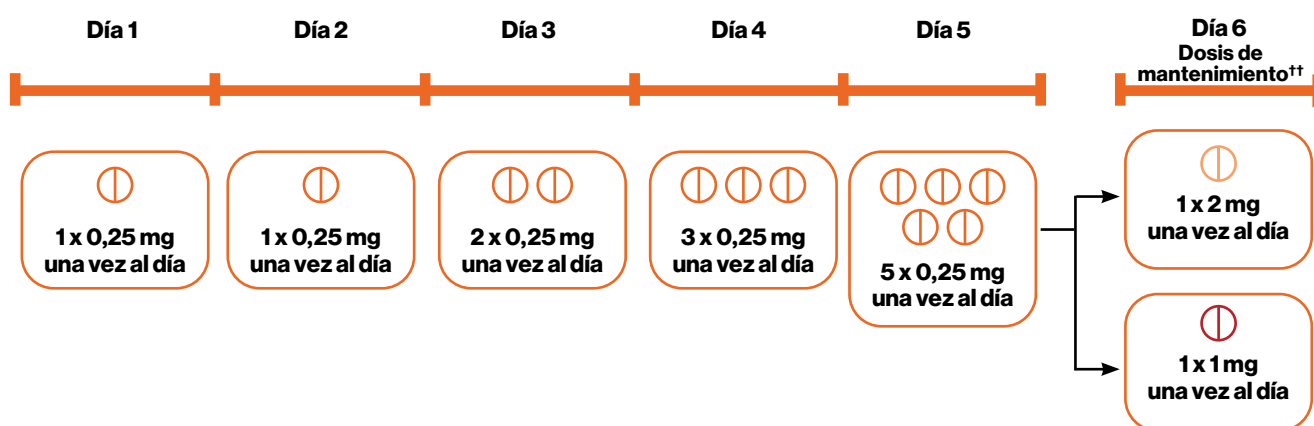 Día 1
Día 2
Día 3
Día 4
Día 5
Día 6
Dosis de
mantenimiento††
1 x 0,25 mg
una vez al día
1 x 0,25 mg
una vez al día
2 x 0,25 mg
una vez al día
3 x 0,25 mg
una vez al día
5 x 0,25 mg
una vez al día
1 x 2 mg
una vez al día
1 x 1 mg
una vez al día